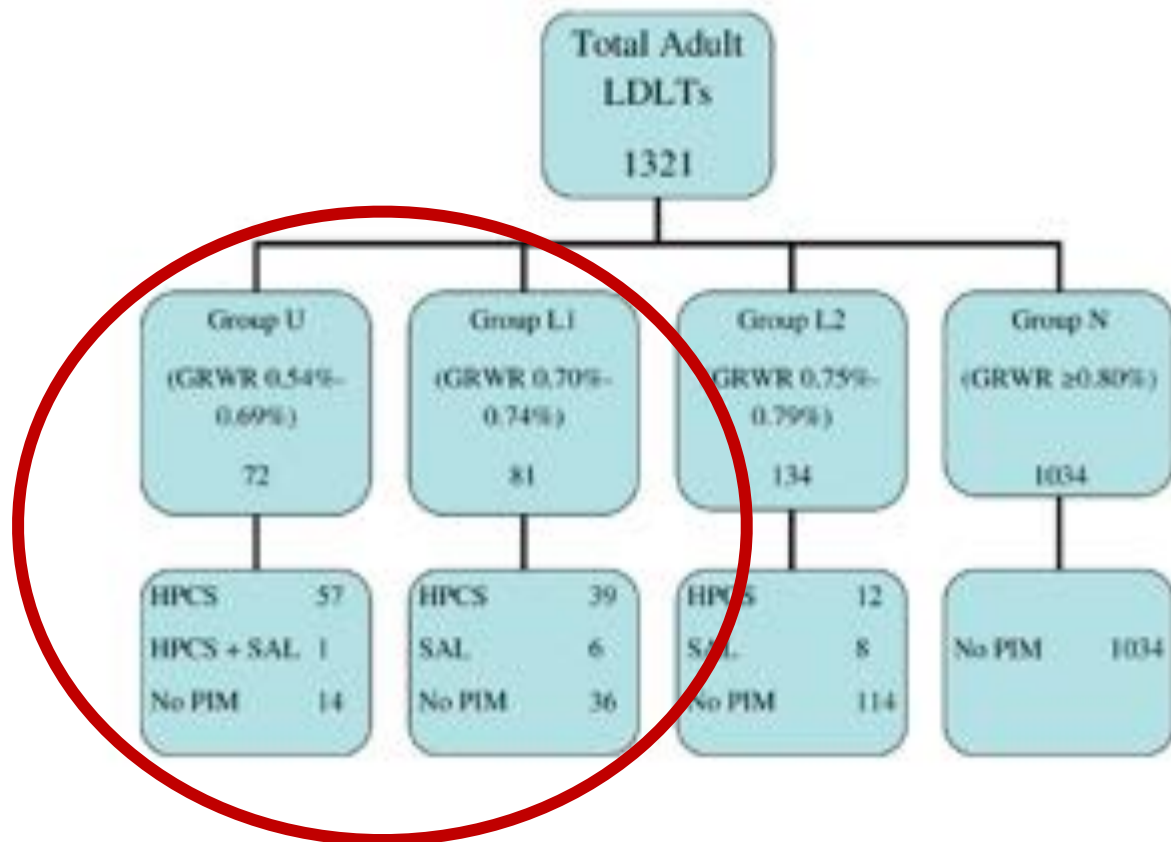 Total Adult
LDLTs
1321
Group U
(GRWR 0.54%-
0.69%)
72
Group L1
(GRWR 0.70%-
0.74%)
81
Group L2
(GRWR 0.75%-
0.79%)
134
Group N
(GRWR ≥0.80%)
1034
HPCS 57
HPCS + SAL 1
No PIM 14
HPCS 39
SAL 6
No PIM 36
HPCS 12
SAL 8
No PIM 114
No PIM 1034